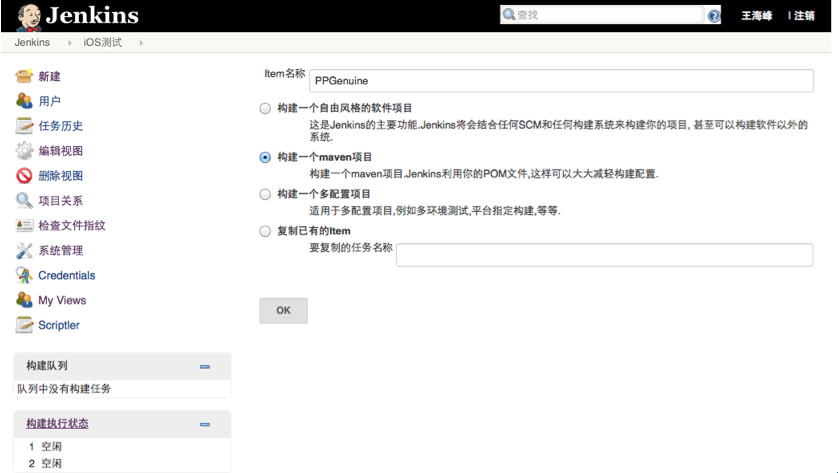 Jenkins
查找
王海峰
注销
Jenkins
iOS测试
新建
用户
任务历史
编辑视图
删除视图
项目关系
检查文件指纹
系统管理
Credentials
My Views
Scriptler
构建队列
队列中没有构建任务
构建执行状态
1 空闲
2 空闲
Item名称
PPGenuine
构建一个自由风格的软件项目
这是Jenkins的主要功能.Jenkins将会结合任何SCM和任何构建系统来构建你的项目, 甚至可以构建软件以外的
系统.
构建一个maven项目
构建一个maven项目.Jenkins利用你的POM文件,这样可以大大减轻构建配置.
构建一个多配置项目
适用于多配置项目,例如多环境测试,平台指定构建,等等.
复制已有的Item
要复制的任务名称
OK